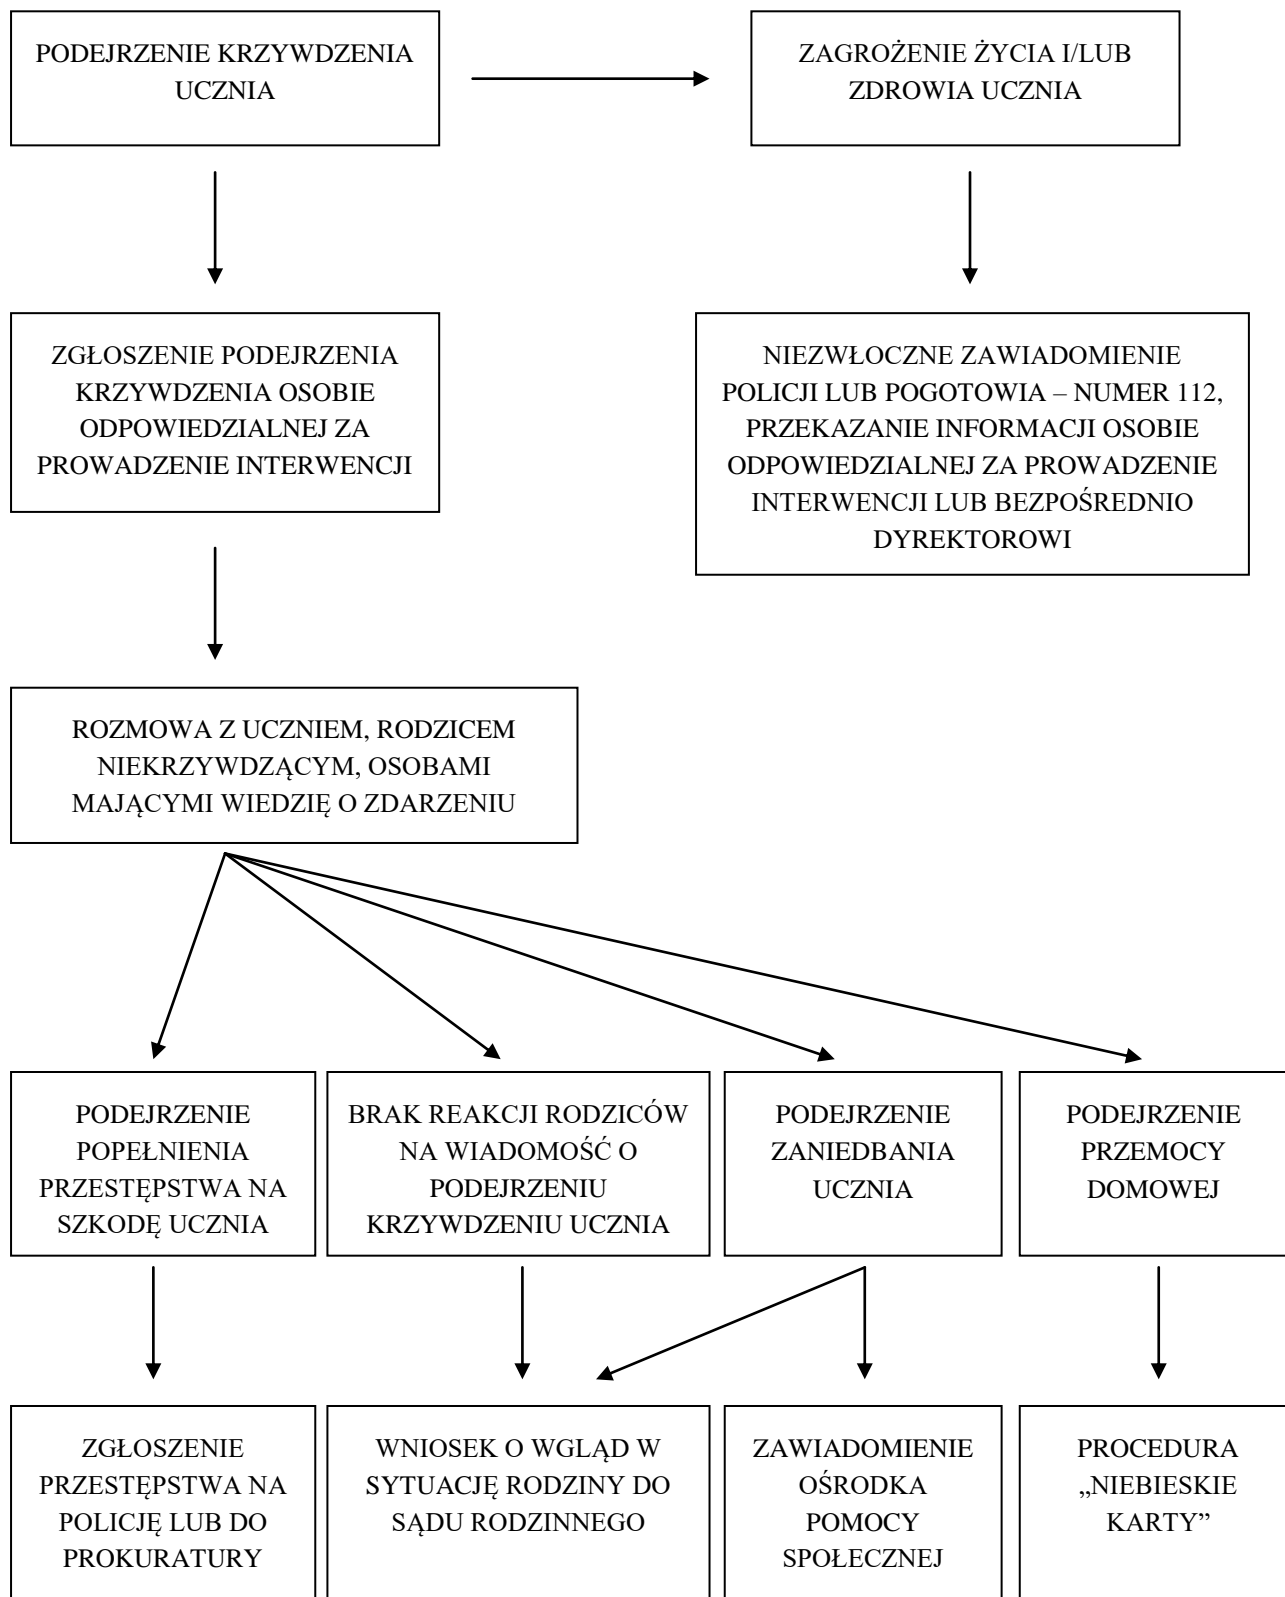 PODEJRZENIE KRZYWDZENIA
UCZNIA
ZAGROŻENIE ŻYCIA I/LUB
ZDROWIA UCZNIA
ZGŁOSZENIE PODEJRZENIA
KRZYWDZENIA OSOBIE
ODPOWIEDZIALNEJ ZA
PROWADZENIE INTERWENCJI
NIEZWŁOCZNE ZAWIADOMIENIE
POLICJI LUB POGOTOWIA – NUMER 112,
PRZEKAZANIE INFORMACJI OSOBIE
ODPOWIEDZIALNEJ ZA PROWADZENIE
INTERWENCJI LUB BEZPOŚREDNIO
DYREKTOROWI
ROZMOWA Z UCZNIEM, RODZICEM
NIEKRZYWDZĄCYM, OSOBAMI
MAJĄCYMI WIEDZIĘ O ZDARZENIU
PODEJRZENIE
POPEŁNIENIA
PRZESTĘPSTWA NA
SZKODĘ UCZNIA
BRAK REAKCJI RODZICÓW
NA WIADOMOŚĆ O
PODEJRZENIU
KRZYWDZENIU UCZNIA
PODEJRZENIE
ZANIEDBANIA
UCZNIA
PODEJRZENIE
PRZEMOCY
DOMOWEJ
ZGŁOSZENIE
PRZESTĘPSTWA NA
POLICJĘ LUB DO
PROKURATURY
WNIOSEK O WGLĄD W
SYTUACJĘ RODZINY DO
SĄDU RODZINNEGO
ZAWIADOMIENIE
OŚRODKA
POMOCY
SPOŁECZNEJ
PROCEDURA
„NIEBIESKIE
KARTY”